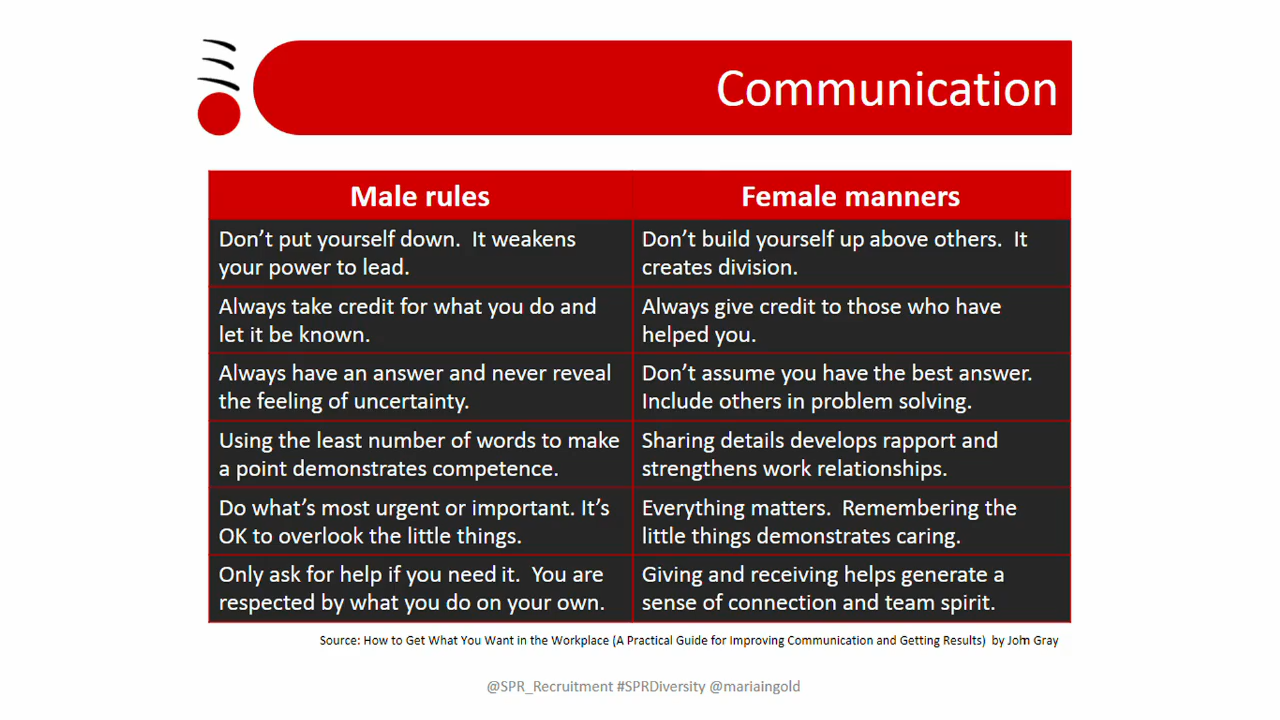 Communication
Male rules
Female manners
Don't put yourself down.  It weakens
your power to lead.
Don't build yourself up above others.  It
creates division.
Always take credit for what you do and
let it be known.
Always give credit to those who have
helped you.
Always have an answer and never reveal
the feeling of uncertainty.
Don't assume you have the best answer.
Include others in problem solving.
Using the least number of words to make
a point demonstrates competence.
Sharing details develops rapport and
strengthens work relationships.
Do what's most urgent or important. It's
OK to overlook the little things.
Everything matters.  Remembering the
little things demonstrates caring.
Only ask for help if you need it.  You are
respected by what you do on your own.
Giving and receiving helps generate a
sense of connection and team spirit.
Source: How to Get What You Want in the Workplace (A Practical Guide for Improving Communication and Getting Results)  by John Gray
@SPR_Recruitment #SPRDiversity @mariaingold